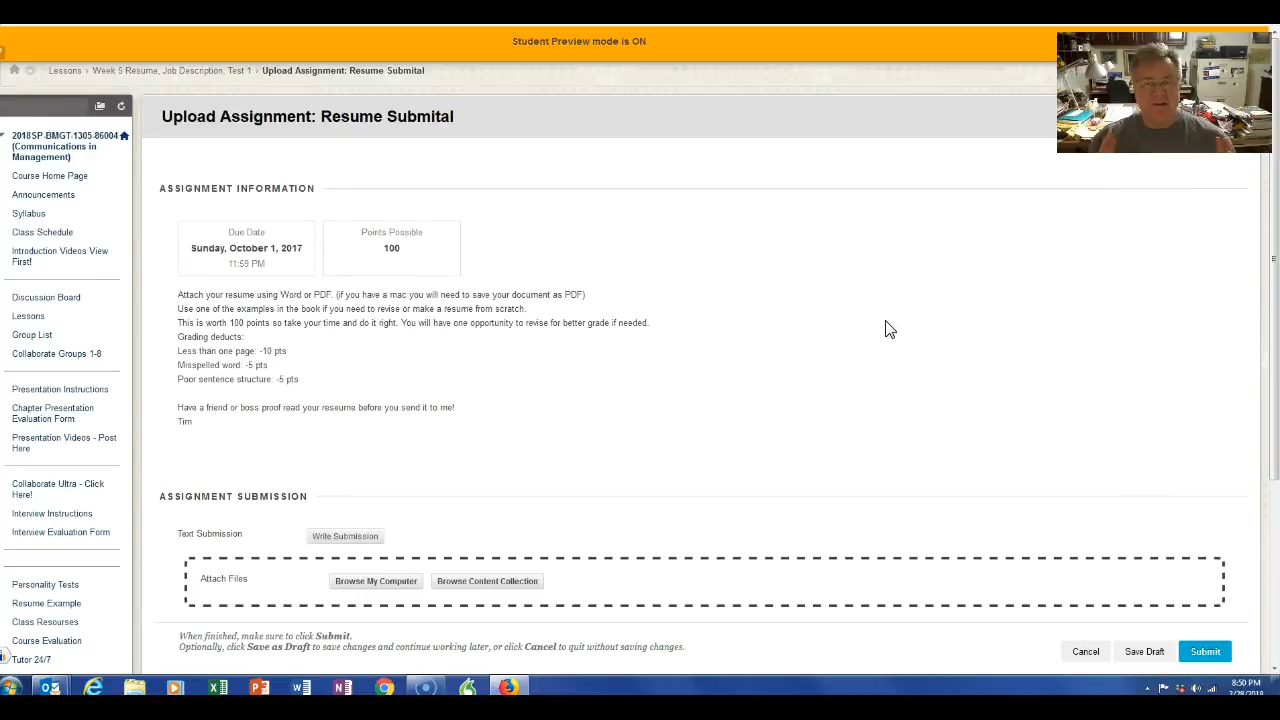 Student Preview mode is ON
Lessons > Week 5 Resume, Job Description, Test 1 > Upload Assignment: Resume Submital
2018SP-BMGT-1305-86004
(Communications in
Management)
Course Home Page
Announcements
Syllabus
Class Schedule
Introduction Videos View
First!
Discussion Board
Lessons
Group List
Collaborate Groups 1-8
Presentation Instructions
Chapter Presentation
Evaluation Form
Presentation Videos - Post
Here
Collaborate Ultra - Click
Here!
Interview Instructions
Interview Evaluation Form
Personality Tests
Resume Example
Class Resourses
Course Evaluation
Tutor 24/7
Upload Assignment: Resume Submital
ASSIGNMENT INFORMATION
Due Date
Sunday, October 1, 2017
11:59 PM
Points Possible
100
Attach your resume using Word or PDF. (if you have a mac you will need to save your document as PDF)
Use one of the examples in the book if you need to revise or make a resume from scratch.
This is worth 100 points so take your time and do it right. You will have one opportunity to revise for better grade if needed.
Grading deducts:
Less than one page: -10 pts
Misspelled word: -5 pts
Poor sentence structure: -5 pts
Have a friend or boss proof read your reseume before you send it to me!
Tim
ASSIGNMENT SUBMISSION
Text Submission
Write Submission
Attach Files
Browse My Computer
Browse Content Collection
When finished, make sure to click Submit.
Optionally, click Save as Draft to save changes and continue working later, or click Cancel to quit without saving changes.
Cancel
Save Draft
Submit
8:50 PM